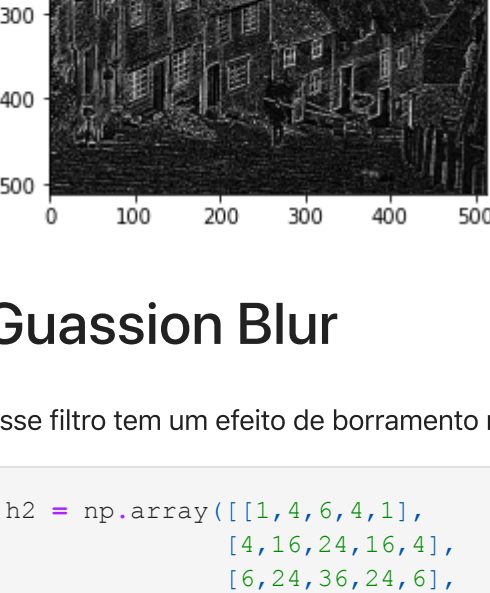 300
400
500
0 100 200 300 400 500
Guassion Blur
sse filtro tem um efeito de borramento
h2 = np.array([[1,4,6,4,1],
[4,16,24,16,4],
[6,24,36,24,6],